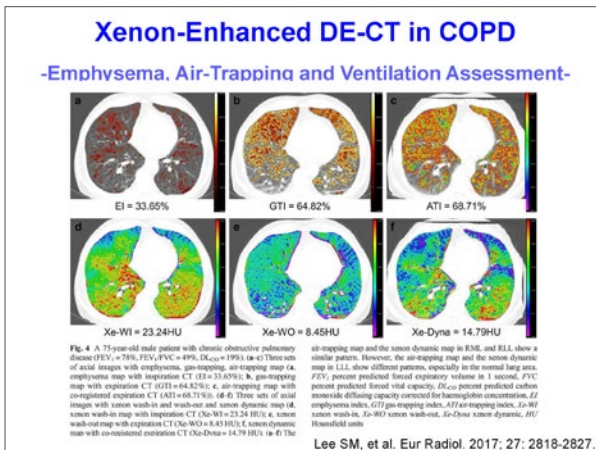 Xenon-Enhanced DE-CT in COPD
-Emphysema, Air-Trapping and Ventilation Assessment-
a
b
c
EI = 33.65%
GTI = 64.82%
ATI = 68.71%
d
e
f
Xe-WI = 23.24HU
Xe-WO = 8.45HU
Xe-Dyna = 14.79HU
Fig. 4 A 75-year-old male patient with chronic obstructive pulmonary
disease (FEV₁ = 78%, FEV₁/FVC = 49%, DLCO = 19%). (a-c) Three sets
of axial images with emphysema, gas-trapping, air-trapping map (a,
emphysema map with inspiration CT (EI = 33.65%); b, gas-trapping
map with expiration CT (GTI = 64.82%); c, air-trapping map with
co-registered expiration CT (ATI = 68.71%)). (d-f) Three sets of axial
images with xenon wash-in and wash-out and xenon dynamic map (d,
xenon wash-in map with inspiration CT (Xe-WI = 23.24 HU); e, xenon
wash-out map with expiration CT (Xe-WO = 8.45 HU); f, xenon dynamic
map with co-registered expiration CT (Xe-Dyna = 14.79 HU). (a-f) The
air-trapping map and the xenon dynamic map in RML and RLL show a
similar pattern. However, the air-trapping map and the xenon dynamic
map in LLL show different patterns, especially in the normal lung area.
FEV₁ percent predicted forced expiratory volume in 1 second, FVC
percent predicted forced vital capacity, DLCO percent predicted carbon
monoxide diffusing capacity corrected for haemoglobin concentration, EI
emphysema index, GTI gas-trapping index, ATI air-trapping index, Xe-WI
xenon wash-in, Xe-WO xenon wash-out, Xe-Dyna xenon dynamic, HU
Hounsfield units
Lee SM, et al. Eur Radiol. 2017; 27: 2818-2827.